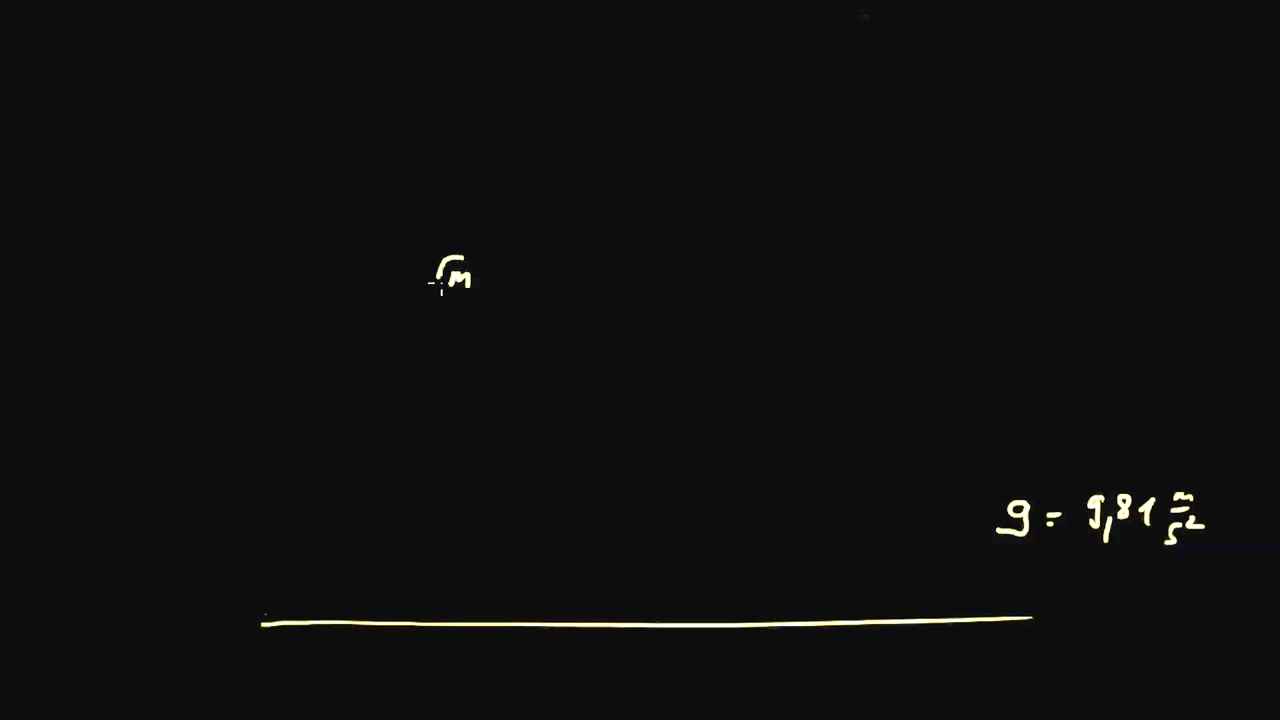 m
g = 9,81 m/s²